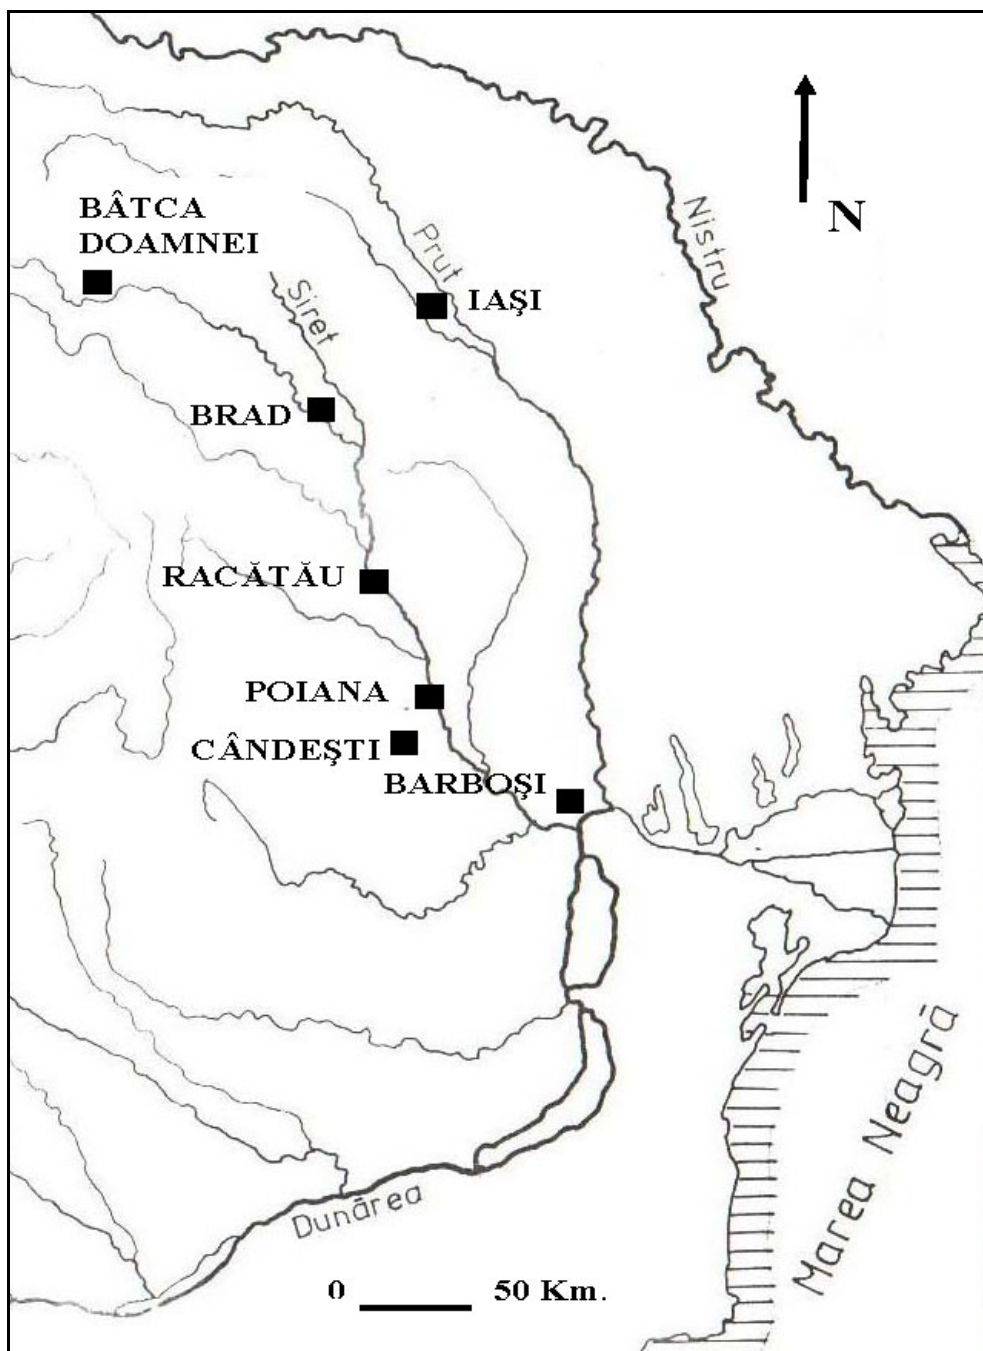 BÂTCA
DOAMNEI
N
Nistru
Prut
Siret
IAŞI
BRAD
RACĂTĂU
POIANA
CÂNDEŞTI
BARBOŞI
Marea Neagră
Dunărea
0 50 Km.